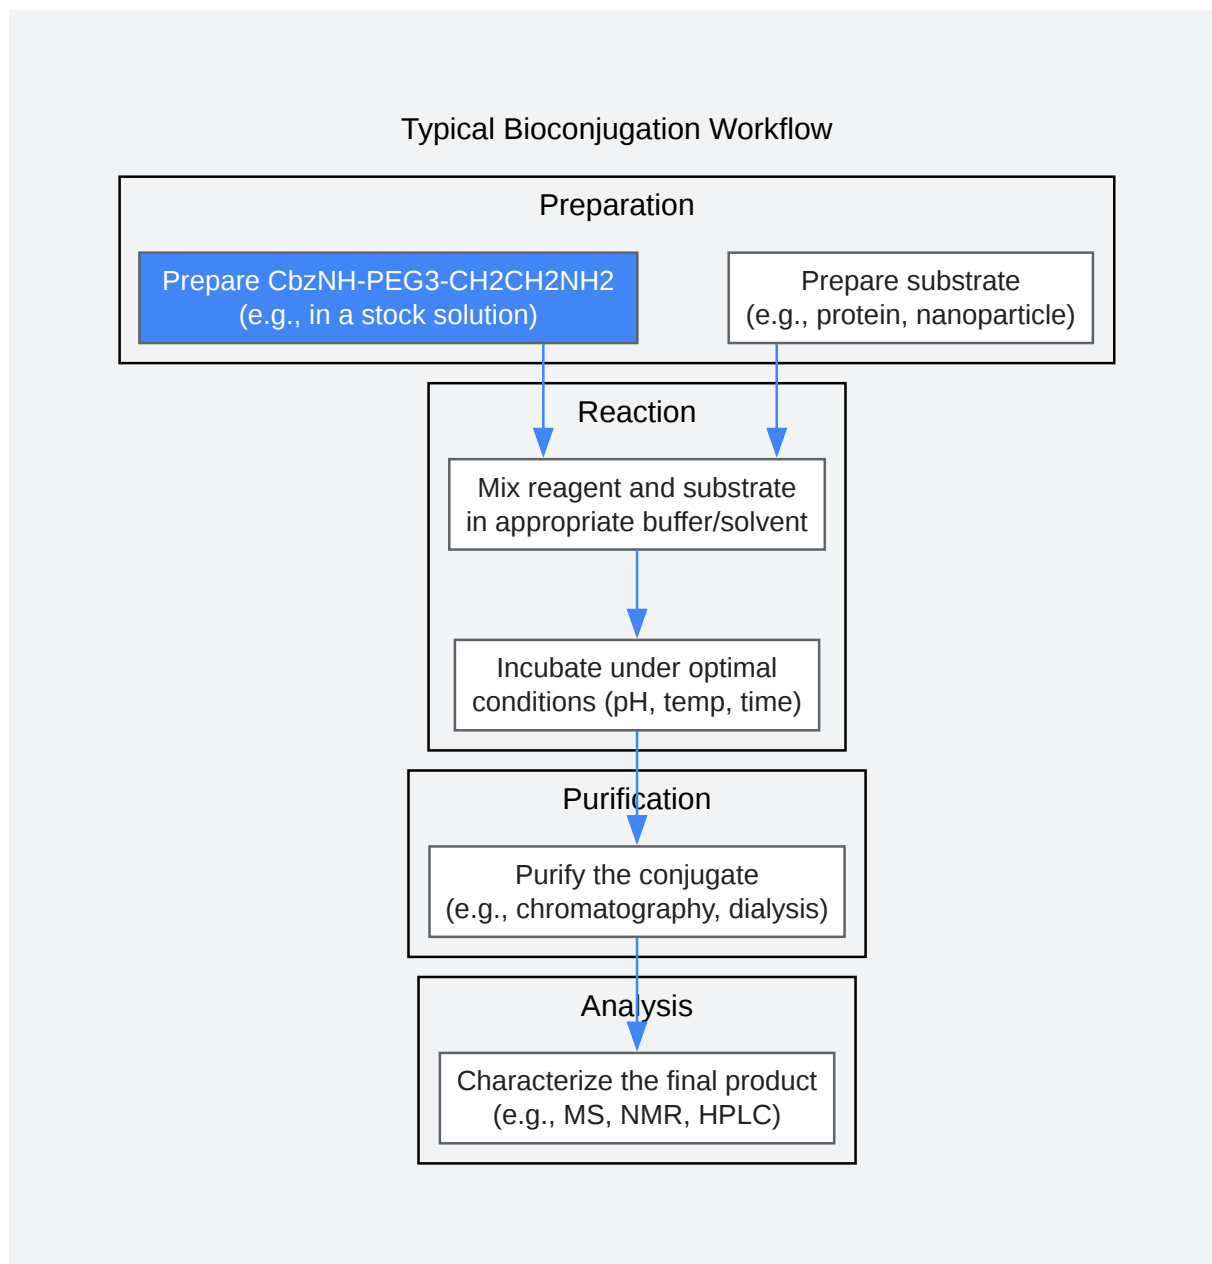 Typical Bioconjugation Workflow
Preparation
Prepare CbzNH-PEG3-CH2CH2NH2
(e.g., in a stock solution)
Prepare substrate
(e.g., protein, nanoparticle)
Reaction
Mix reagent and substrate
in appropriate buffer/solvent
Incubate under optimal
conditions (pH, temp, time)
Purification
Purify the conjugate
(e.g., chromatography, dialysis)
Analysis
Characterize the final product
(e.g., MS, NMR, HPLC)